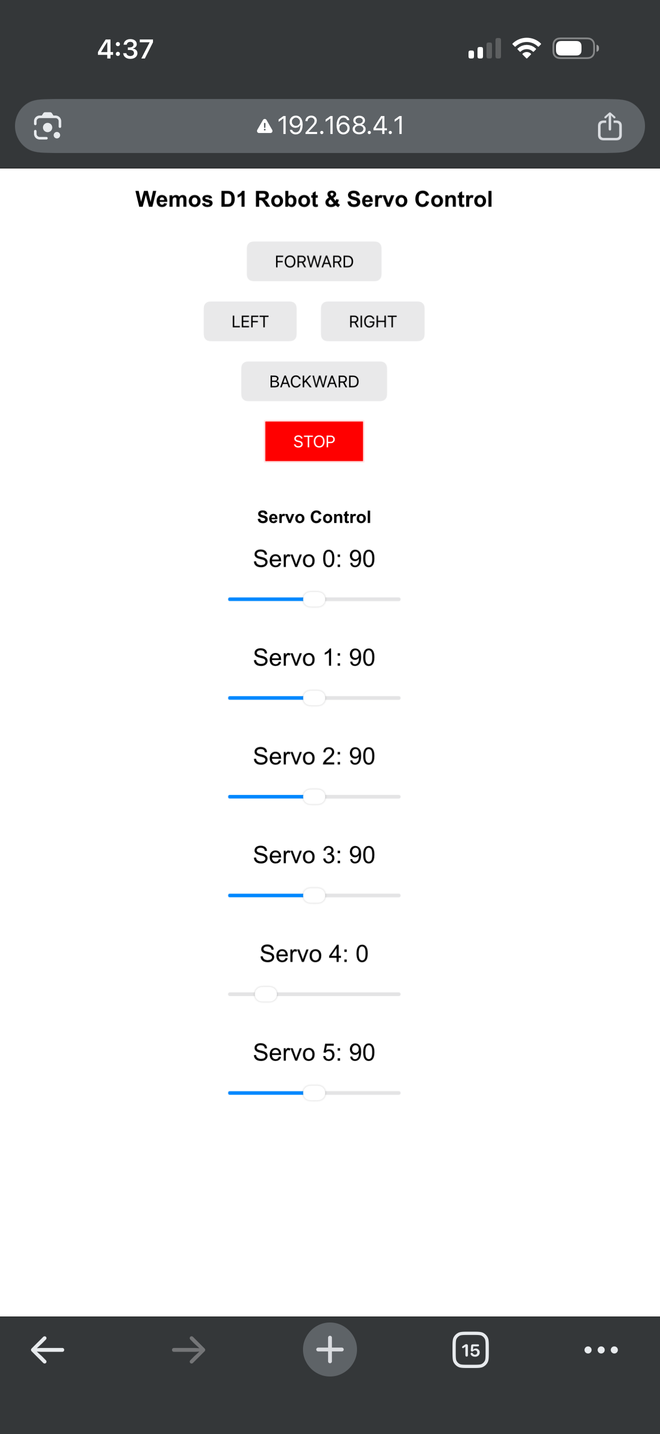 4:37
192.168.4.1
Wemos D1 Robot & Servo Control
FORWARD
LEFT RIGHT
BACKWARD
STOP
Servo Control
Servo 0: 90
Servo 1: 90
Servo 2: 90
Servo 3: 90
Servo 4: 0
Servo 5: 90
15